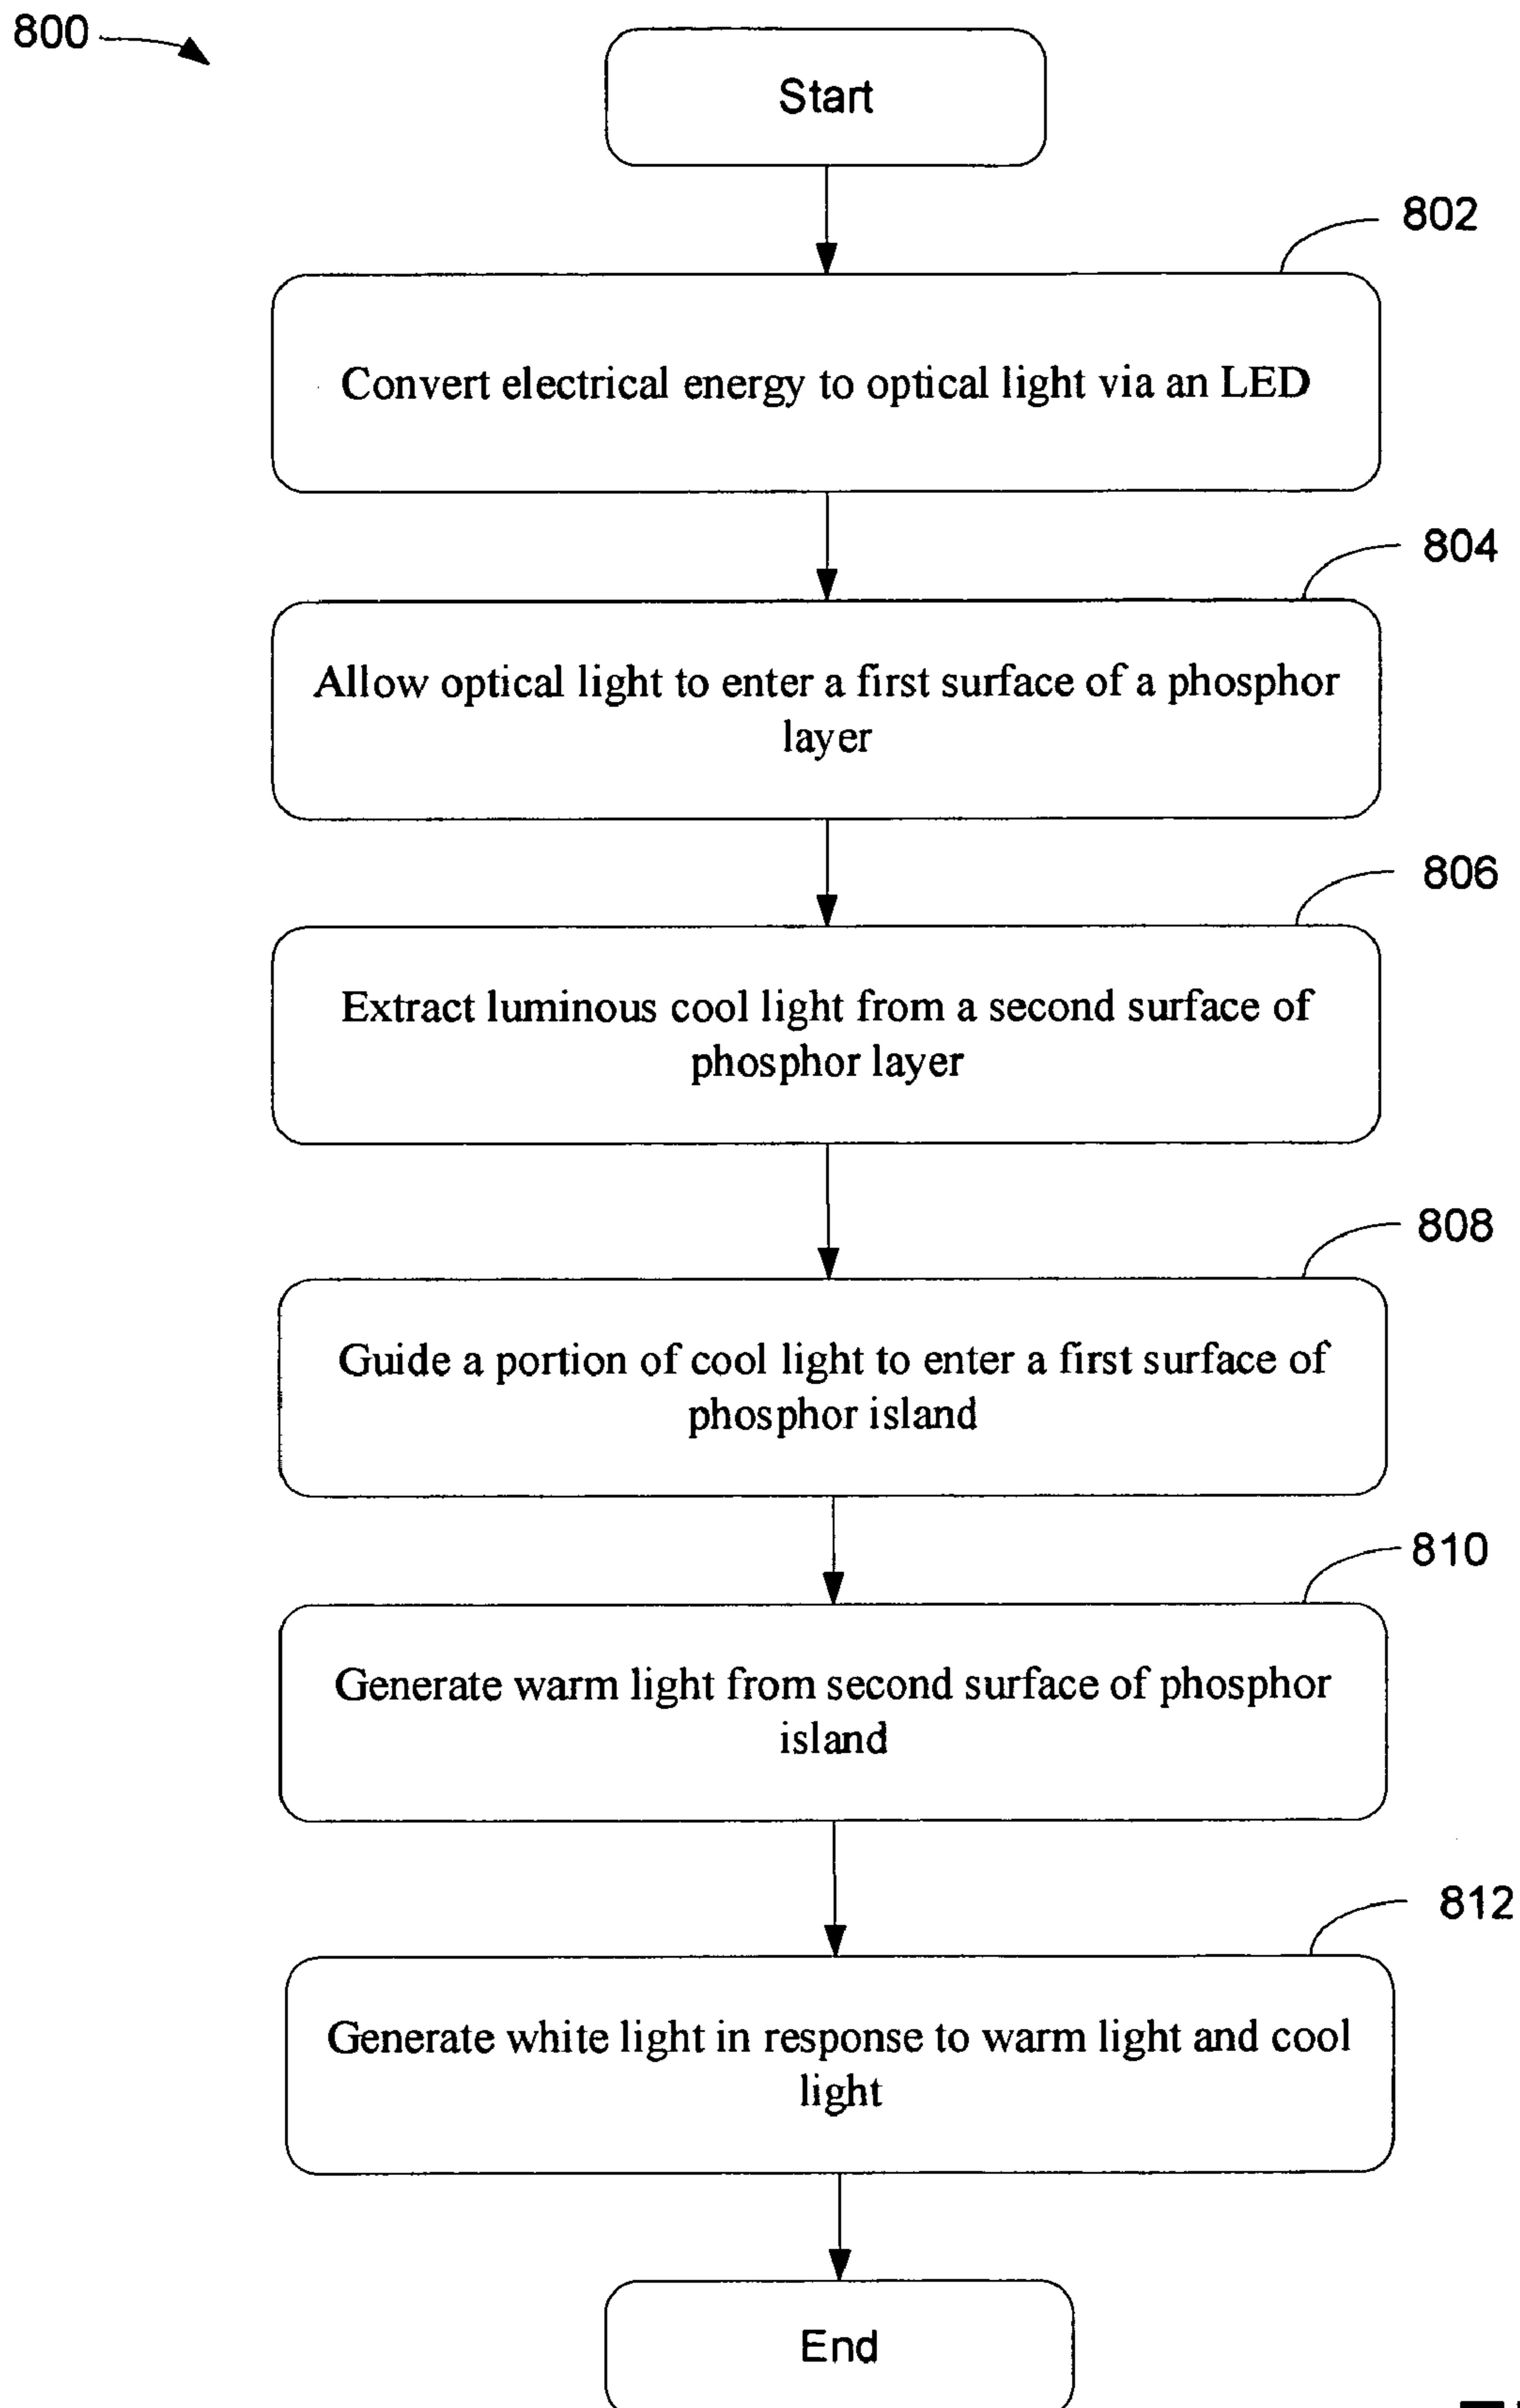 800
Start
802
Convert electrical energy to optical light via an LED
804
Allow optical light to enter a first surface of a phosphor
layer
806
Extract luminous cool light from a second surface of
phosphor layer
808
Guide a portion of cool light to enter a first surface of
phosphor island
810
Generate warm light from second surface of phosphor
island
812
Generate white light in response to warm light and cool
light
End